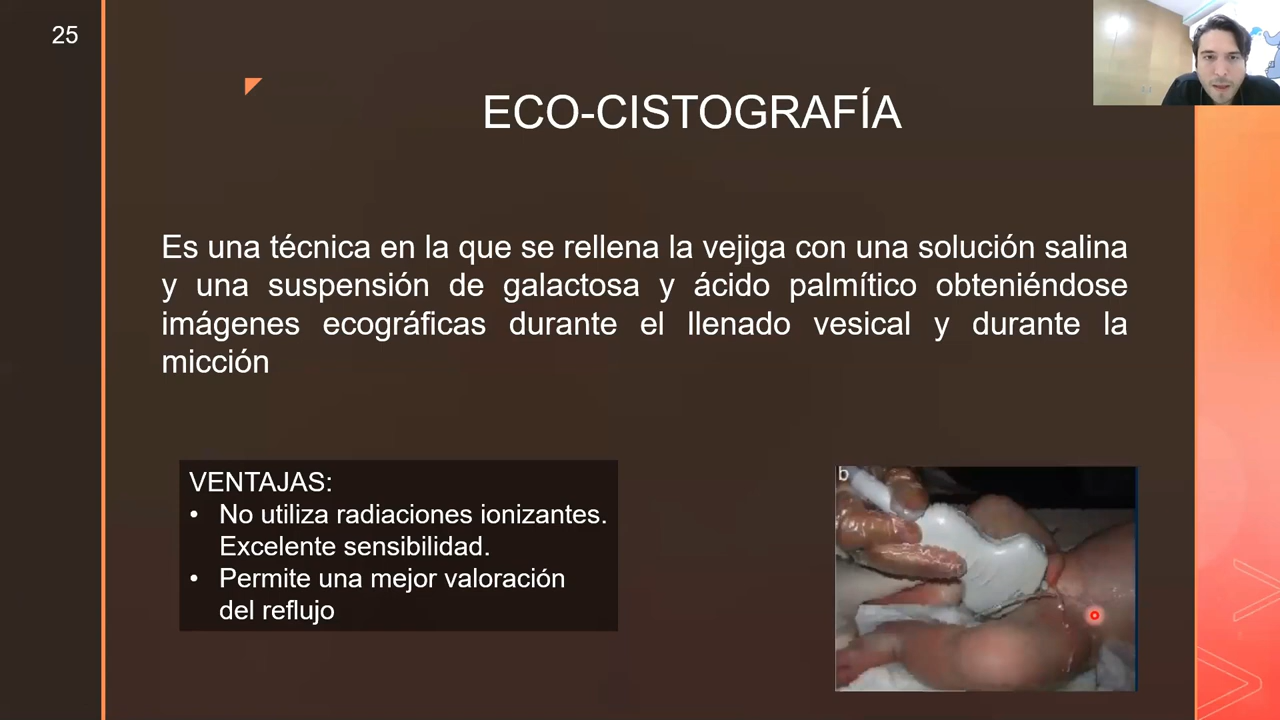 25
ECO-CISTOGRAFÍA
Es una técnica en la que se rellena la vejiga con una solución salina
y una suspensión de galactosa y ácido palmítico obteniéndose
imágenes ecográficas durante el llenado vesical y durante la
micción
VENTAJAS:
• No utiliza radiaciones ionizantes.
Excelente sensibilidad.
• Permite una mejor valoración
del reflujo
b